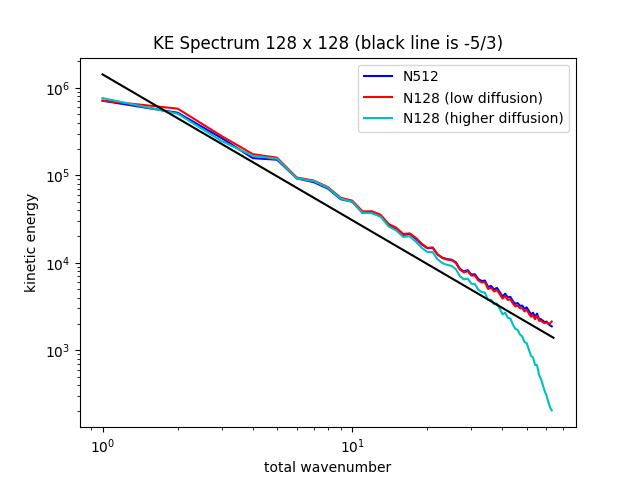 KE Spectrum 128 x 128 (black line is -5/3)
N512
N128 (low diffusion)
N128 (higher diffusion)
kinetic energy
10⁶
10⁵
10⁴
10³
10⁰
10¹
total wavenumber